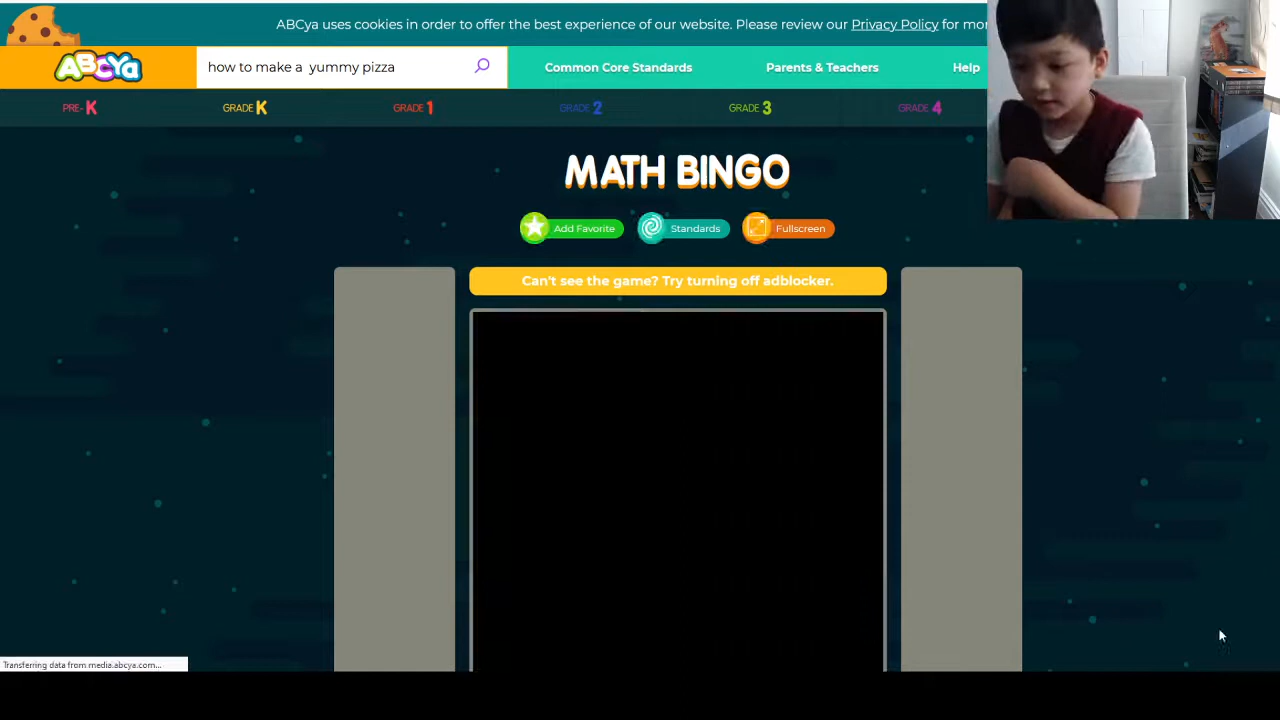 ABCya uses cookies in order to offer the best experience of our website. Please review our Privacy Policy for
ABCYa
how to make a  yummy pizza
Common Core Standards
Parents & Teachers
Help
PRE-K
GRADE K
GRADE 1
GRADE 2
GRADE 3
GRADE 4
MATH BINGO
Add Favorite
Standards
Fullscreen
Can't see the game? Try turning off adblocker.
Transferring data from media.abcya.com...